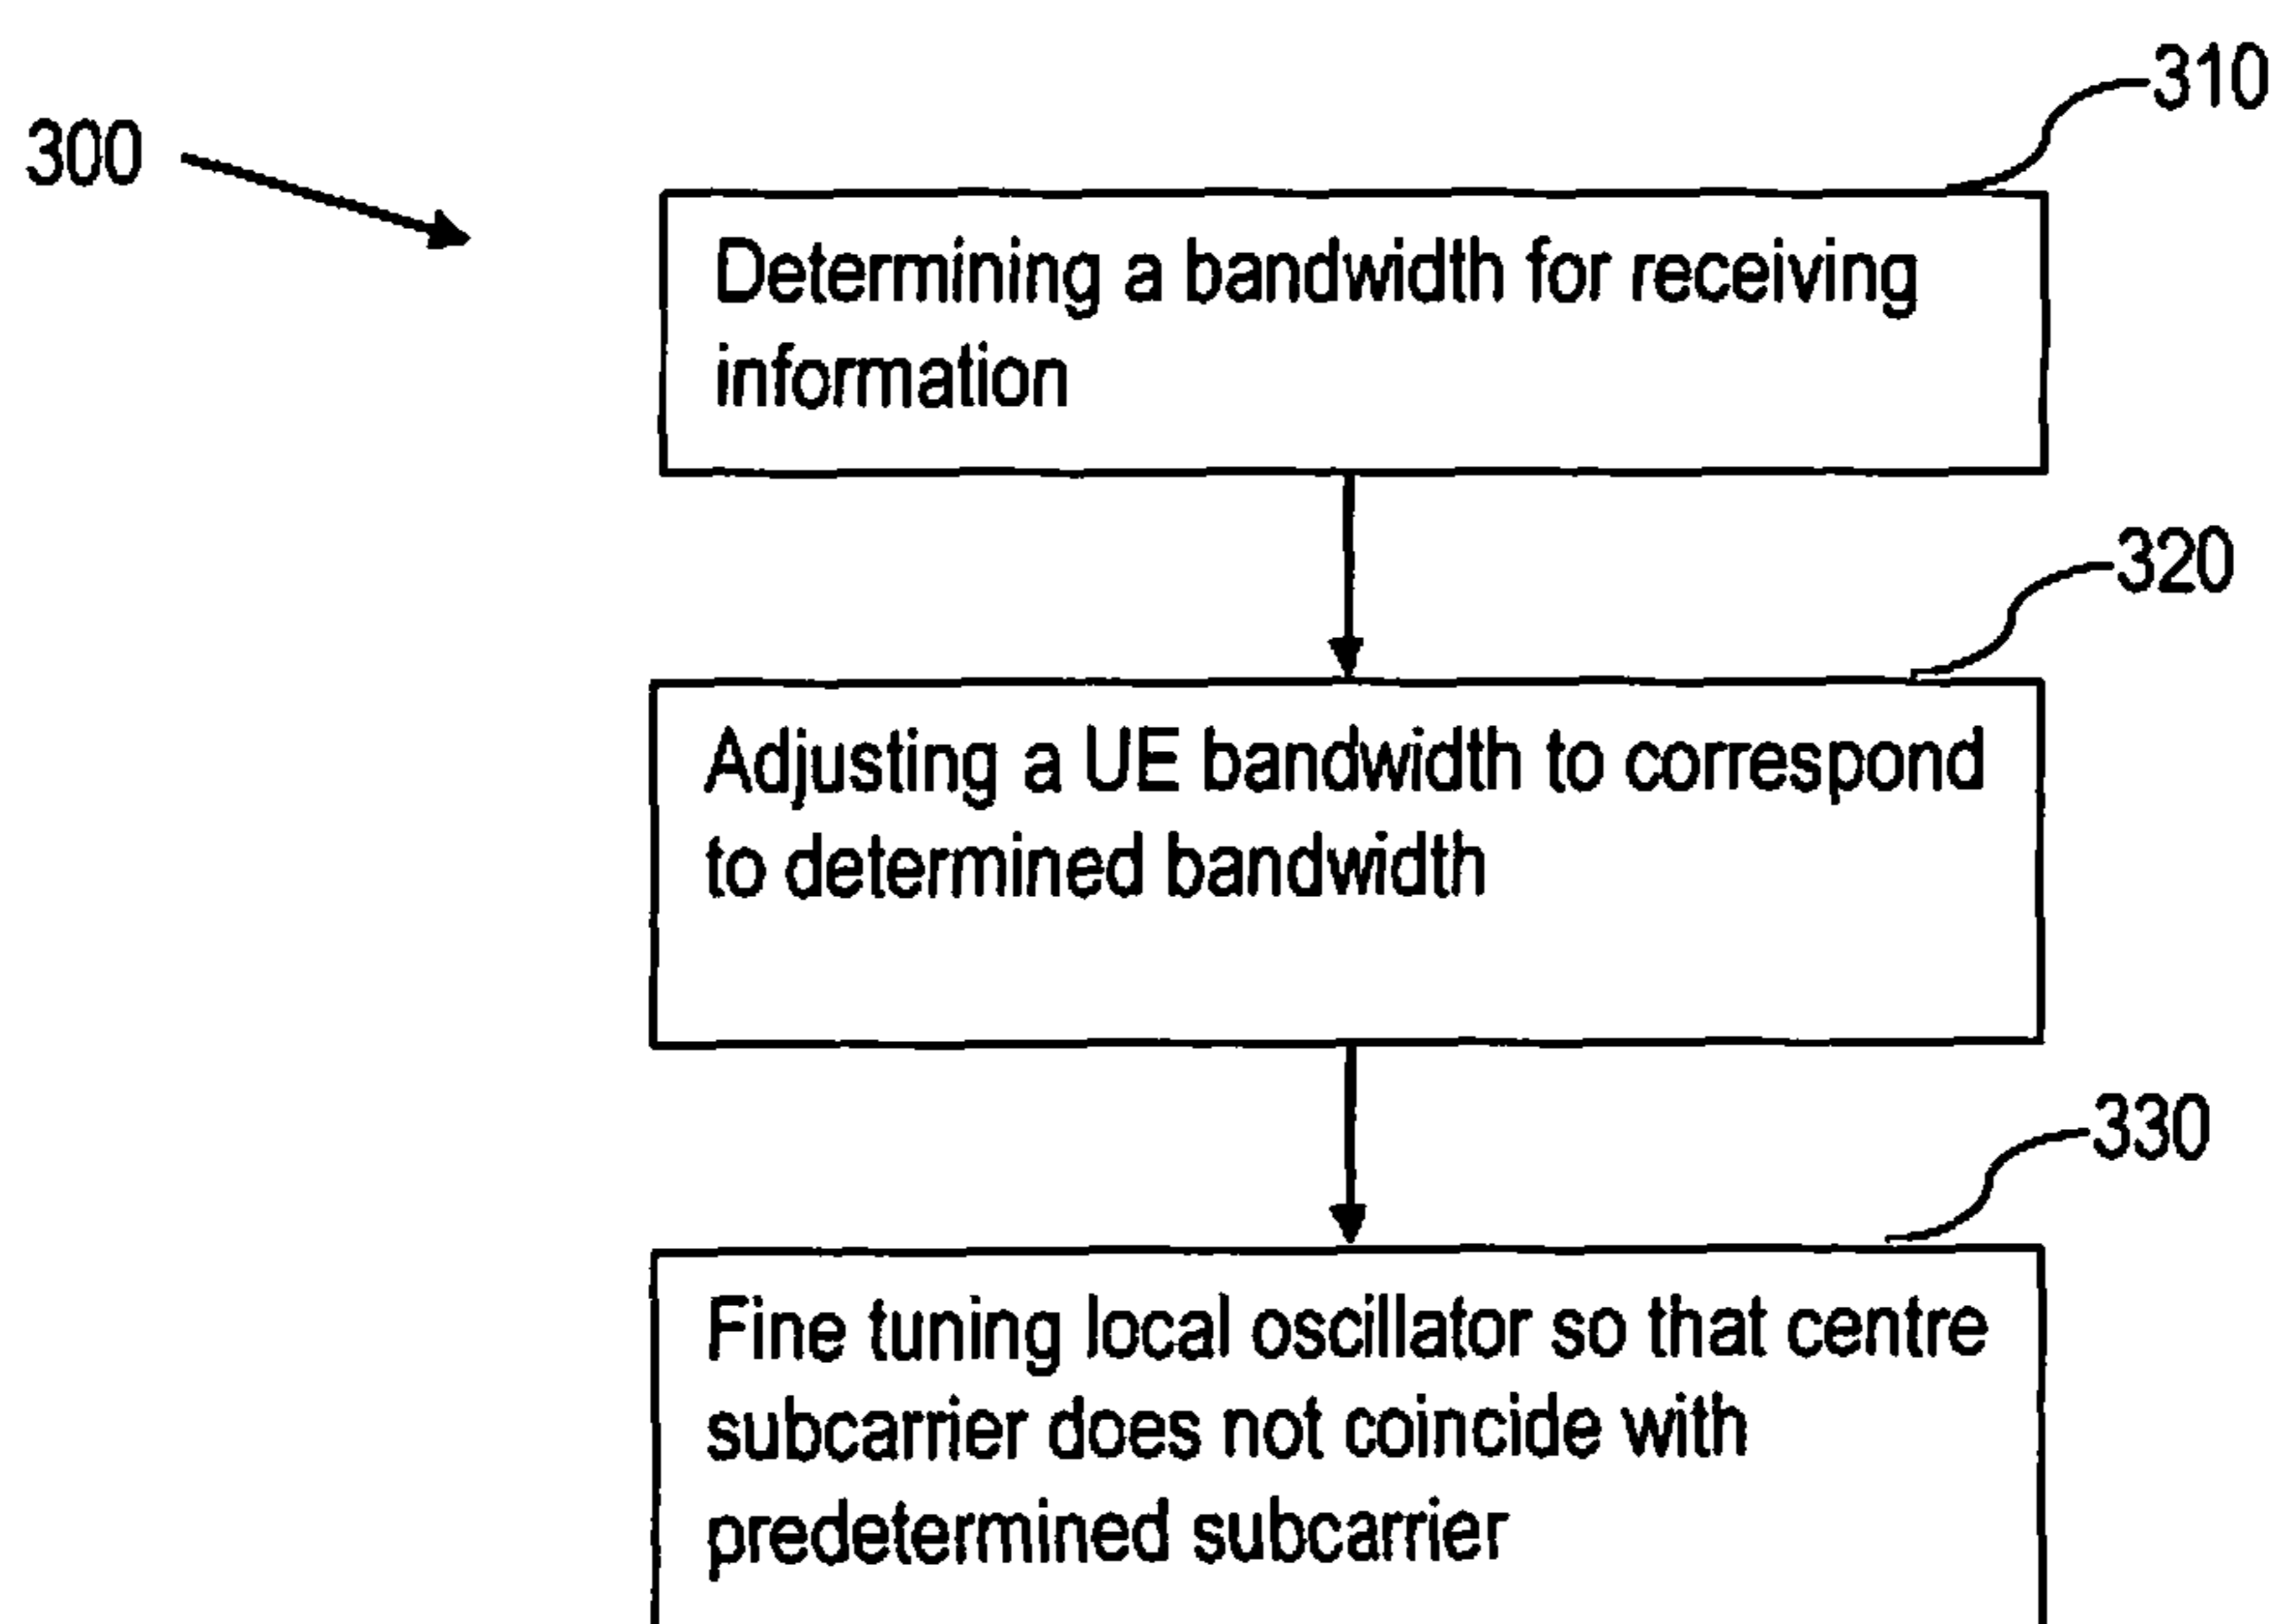 310
300
Determining a bandwidth for receiving
information
320
Adjusting a UE bandwidth to correspond
to determined bandwidth
330
Fine tuning local oscillator so that centre
subcarrier does not coincide with
predetermined subcarrier